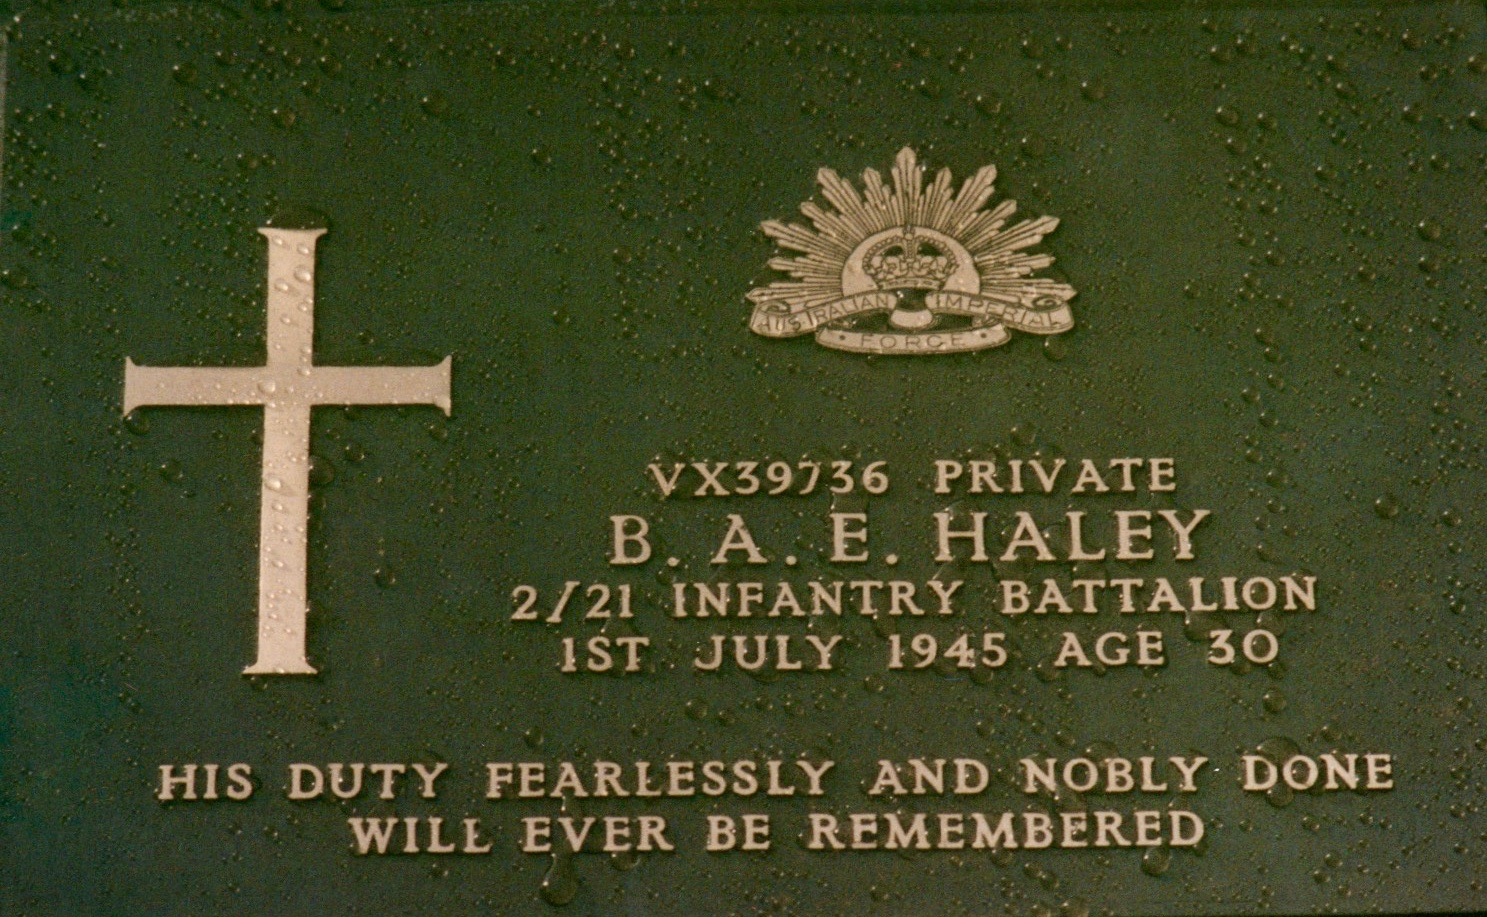 AUSTRALIAN IMPERIAL
FORCE
VX39736 PRIVATE
B. A. E. HALEY
2/21 INFANTRY BATTALION
1ST JULY 1945 AGE 30
HIS DUTY FEARLESSLY AND NOBLY DONE
WILL EVER BE REMEMBERED